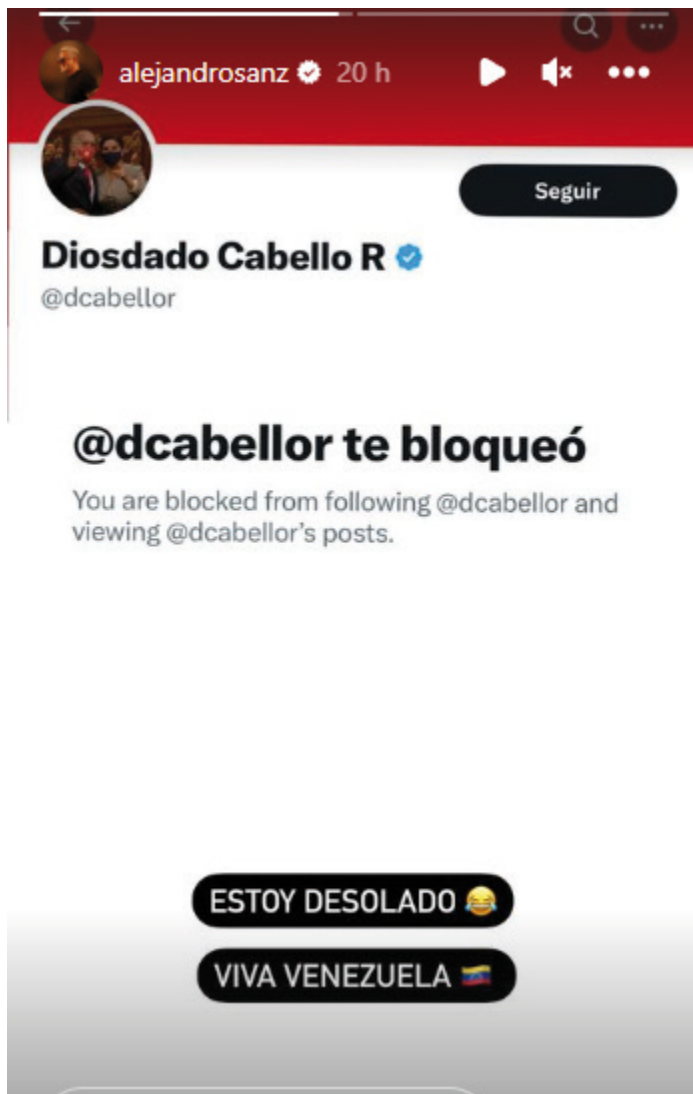 alejandrosanz 20 h
Seguir
Diosdado Cabello R
@dcabellor
@dcabellor te bloqueó
You are blocked from following @dcabellor and
viewing @dcabellor’s posts.
ESTOY DESOLADO 😂
VIVA VENEZUELA 🇻🇪